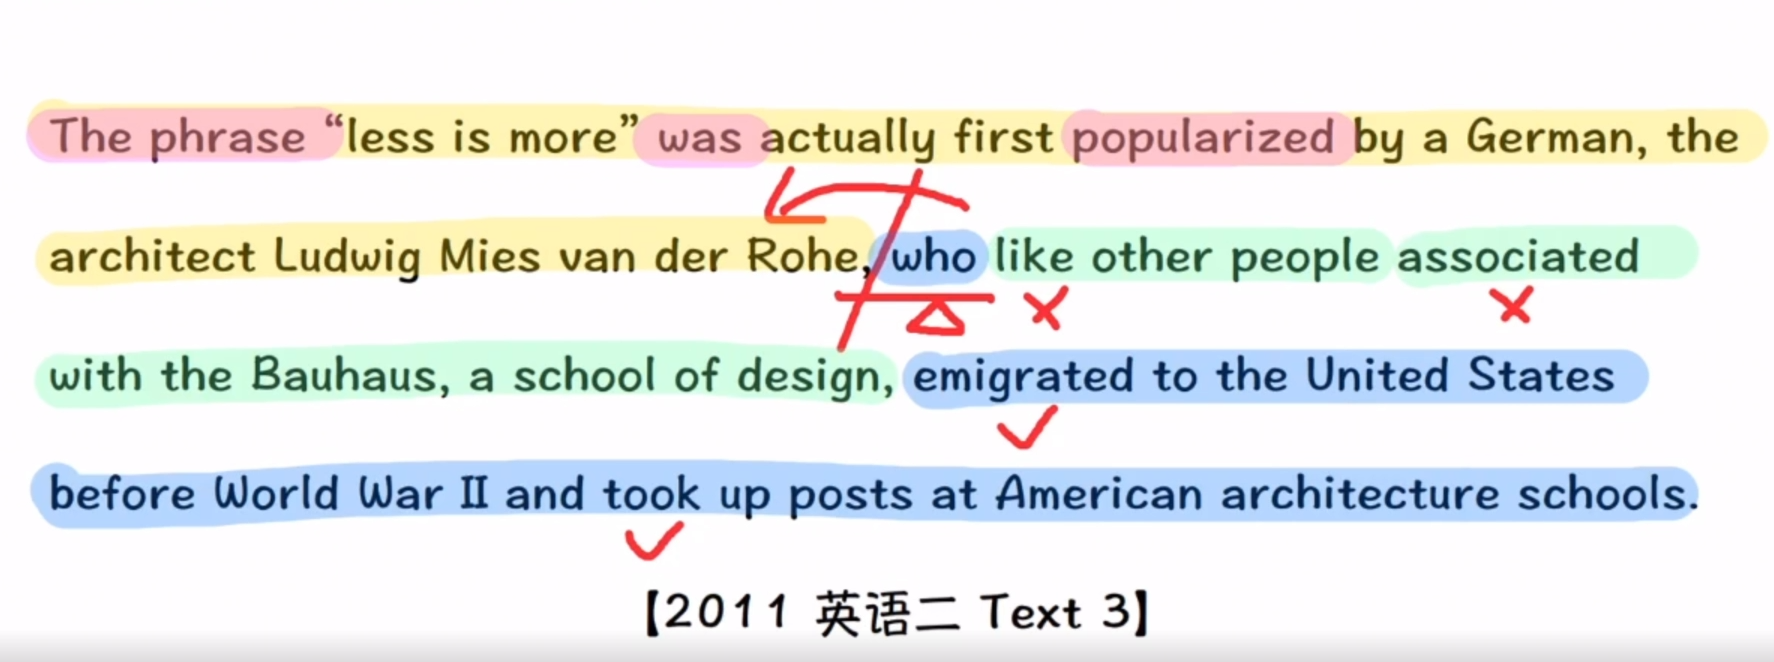 The phrase “less is more” was actually first popularized by a German, the
architect Ludwig Mies van der Rohe, who like other people associated
with the Bauhaus, a school of design, emigrated to the United States
before World War II and took up posts at American architecture schools.
【2011 英语二 Text 3】